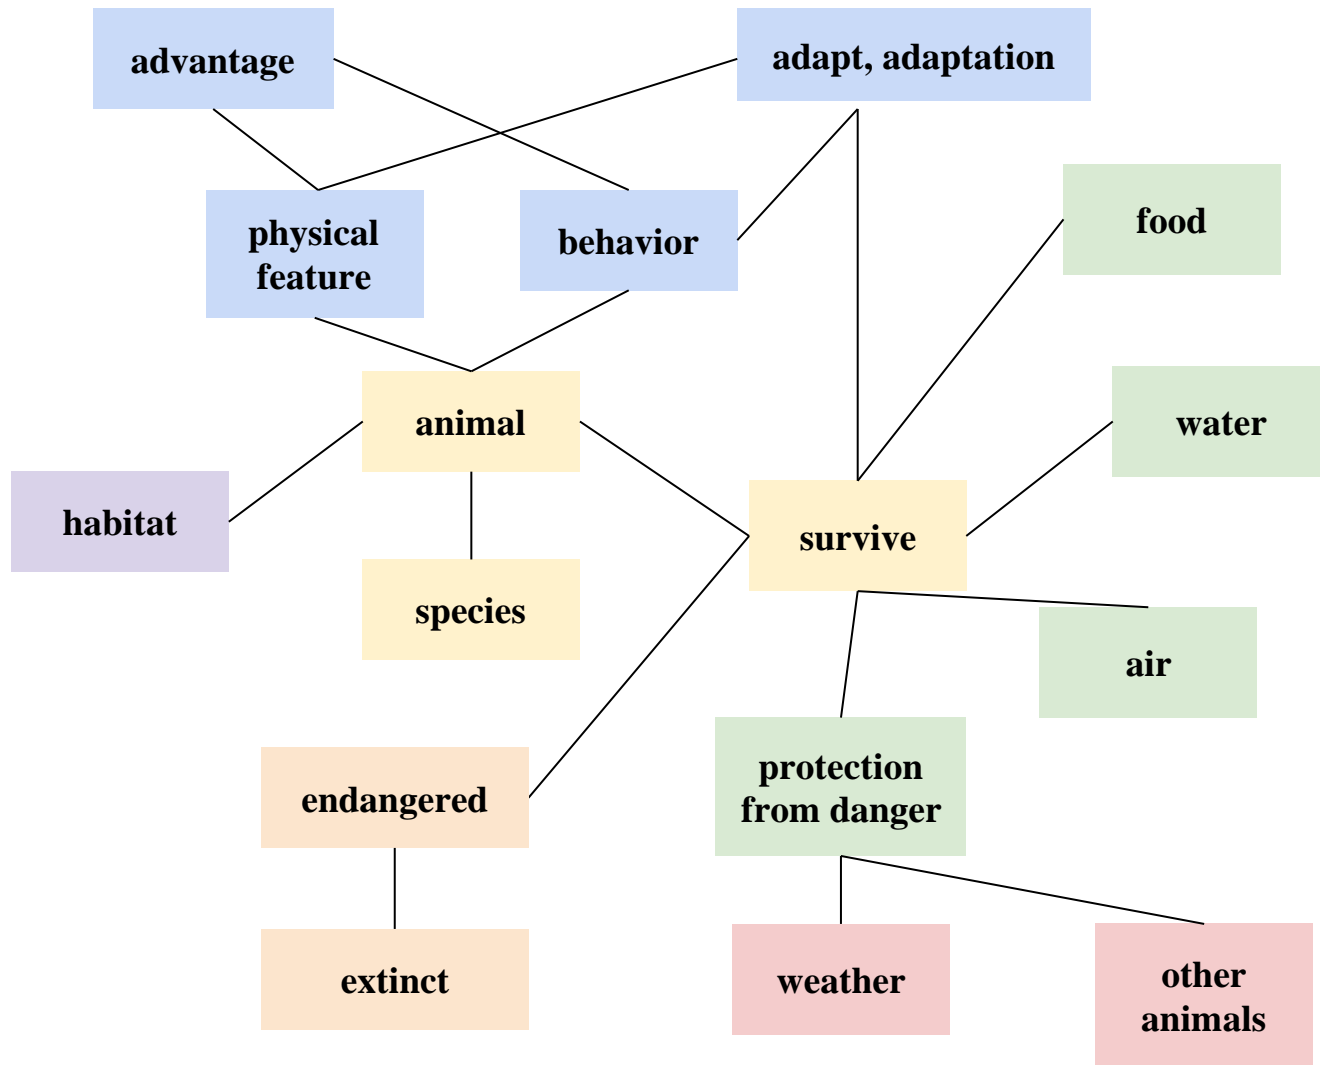 advantage
adapt, adaptation
physical
feature
behavior
food
animal
water
habitat
survive
species
air
endangered
protection
from danger
extinct
weather
other
animals